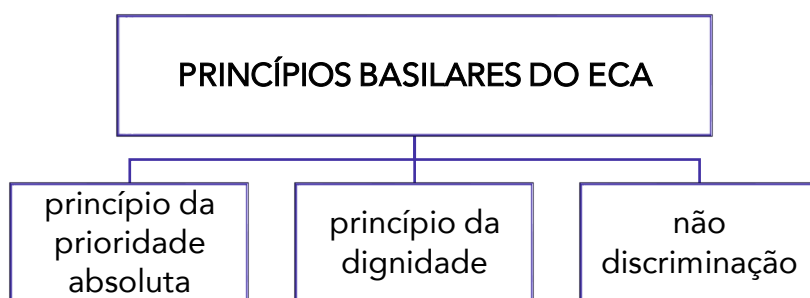 PRINCÍPIOS BASILARES DO ECA
princípio da
prioridade
absoluta
princípio da
dignidade
não
discriminação